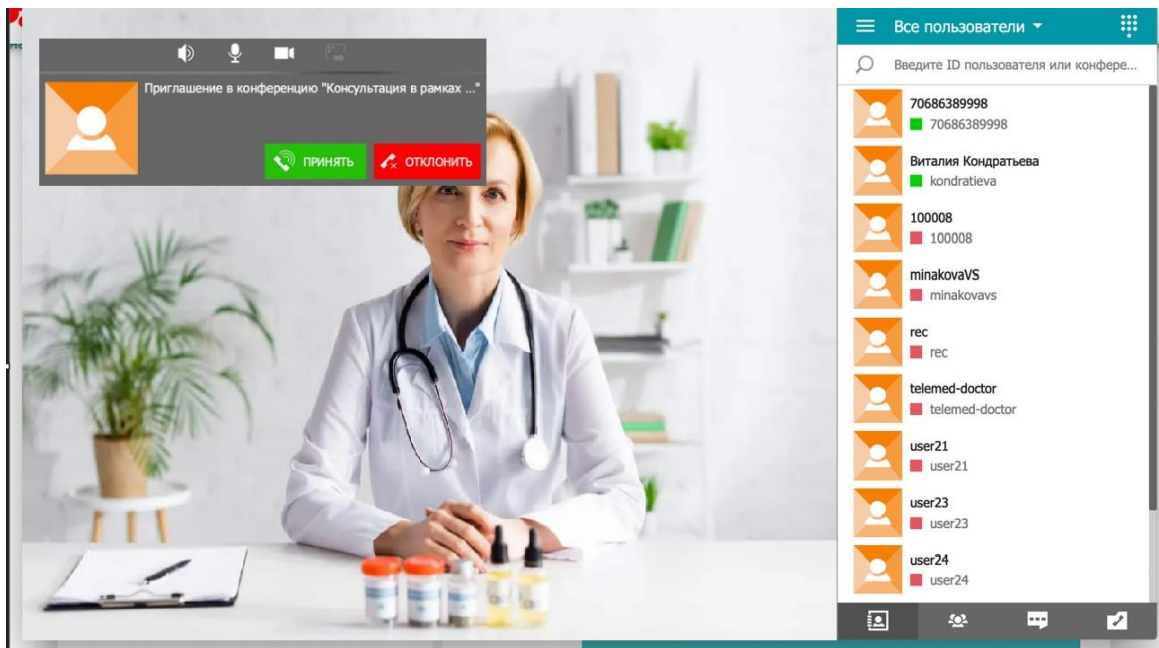 Приглашение в конференцию "Консультация в рамках ..."
ПРИНЯТЬ
ОТКЛОНИТЬ
Все пользователи
Введите ID пользователя или конфере...
70686389998
70686389998
Виталия Кондратьева
kondratieva
100008
100008
minakovaVS
minakovavs
rec
rec
telemed-doctor
telemed-doctor
user21
user21
user23
user23
user24
user24